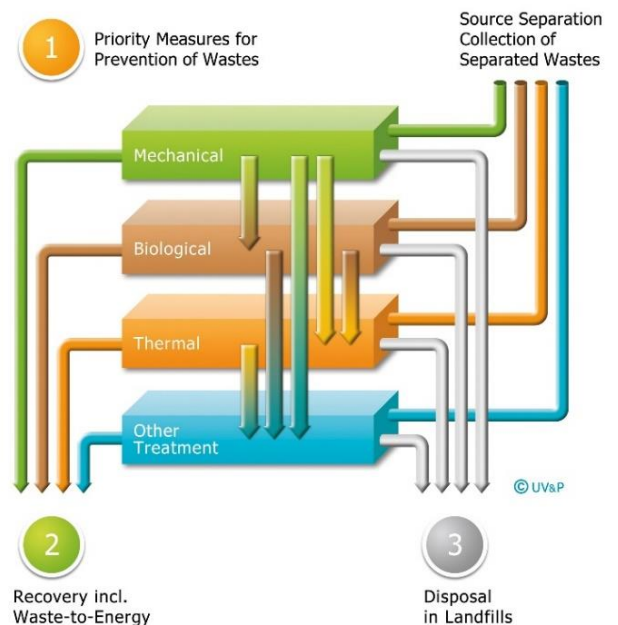 1
Priority Measures for
Prevention of Wastes
Source Separation
Collection of
Separated Wastes
Mechanical
Biological
Thermal
Other
Treatment
© UV&P
2
Recovery incl.
Waste-to-Energy
3
Disposal
in Landfills